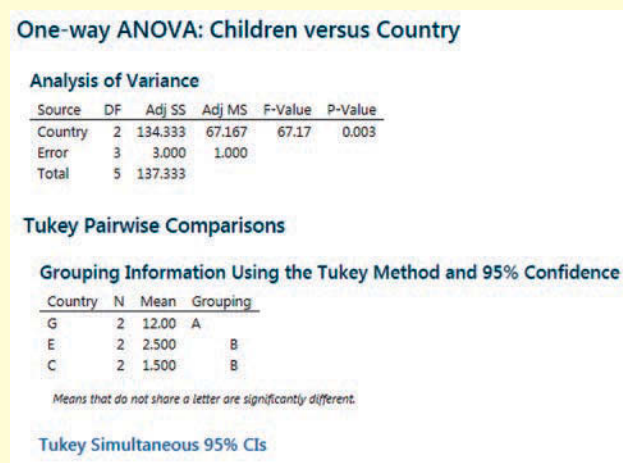 One-way ANOVA: Children versus Country
Analysis of Variance
Source DF Adj SS Adj MS F-Value P-Value
Country 2 134.333 67.167 67.17 0.003
Error 3 3.000 1.000
Total 5 137.333
Tukey Pairwise Comparisons
Grouping Information Using the Tukey Method and 95% Confidence
Country N Mean Grouping
G 2 12.00 A
E 2 2.500 B
C 2 1.500 B
Means that do not share a letter are significantly different.
Tukey Simultaneous 95% CIs